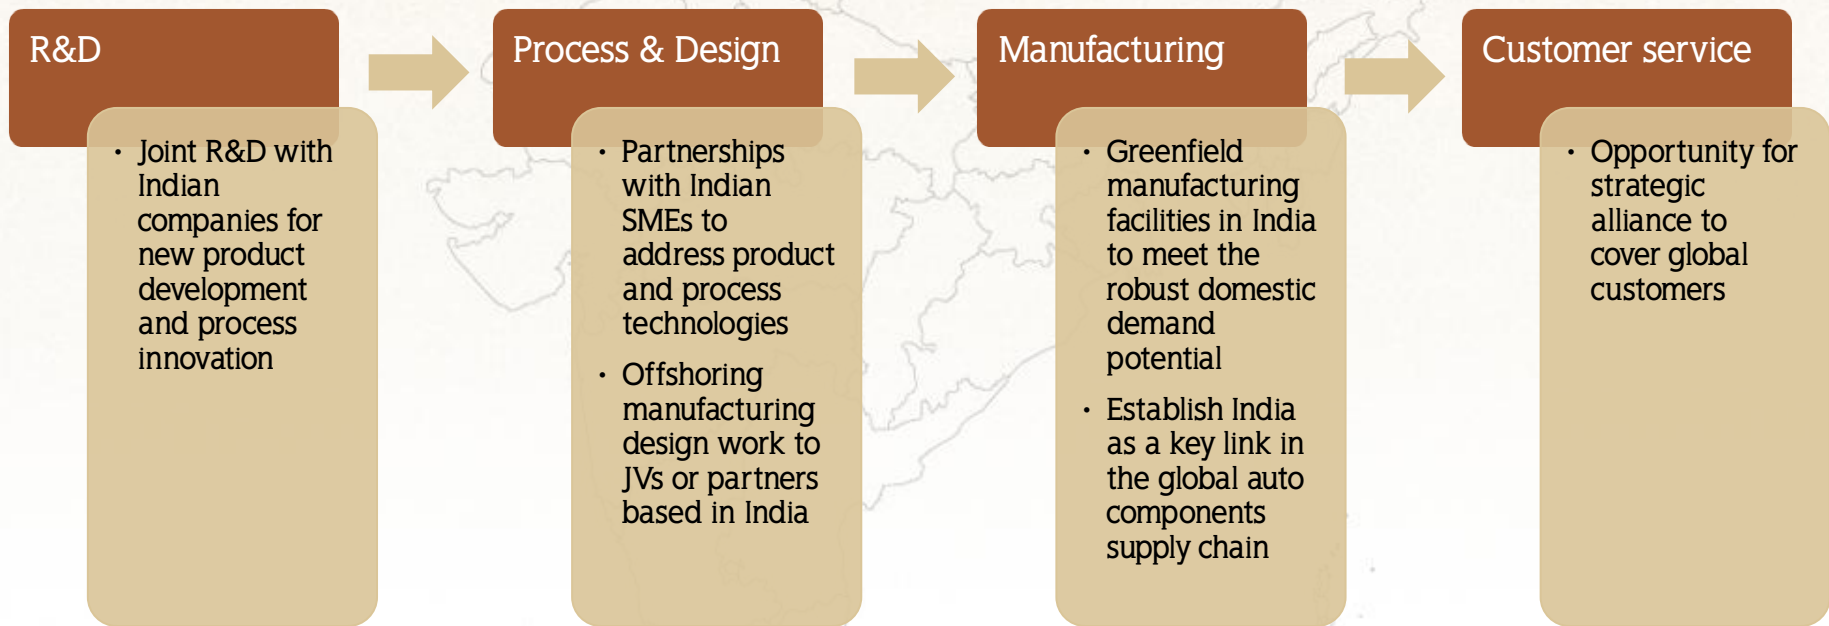 R&D
• Joint R&D with
Indian
companies for
new product
development
and process
innovation
Process & Design
• Partnerships
with Indian
SMEs to
address product
and process
technologies
• Offshoring
manufacturing
design work to
JVs or partners
based in India
Manufacturing
• Greenfield
manufacturing
facilities in India
to meet the
robust domestic
demand
potential
• Establish India
as a key link in
the global auto
components
supply chain
Customer service
• Opportunity for
strategic
alliance to
cover global
customers